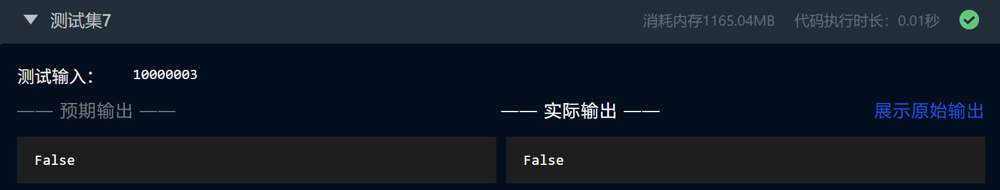 测试集7 消耗内存1165.04MB 代码执行时长：0.01秒
测试输入： 10000003
—— 预期输出 —— —— 实际输出 —— 展示原始输出
False False